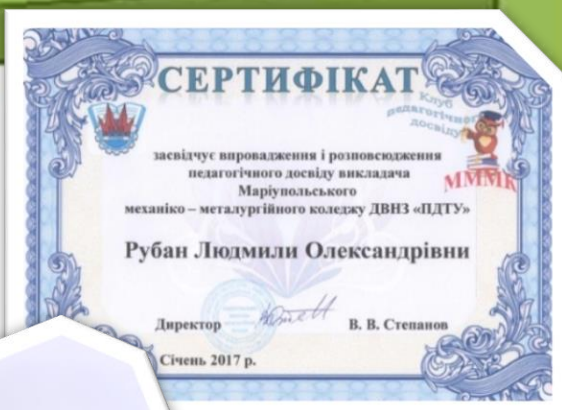 СЕРТИФІКАТ
Клуб
педагогічного
досвіду
МММК
засвідчує впровадження і розповсюдження
педагогічного досвіду викладача
Маріупольського
механіко – металургійного коледжу ДВНЗ «ПДТУ»
Рубан Людмили Олександрівни
Директор В. В. Степанов
Січень 2017 р.